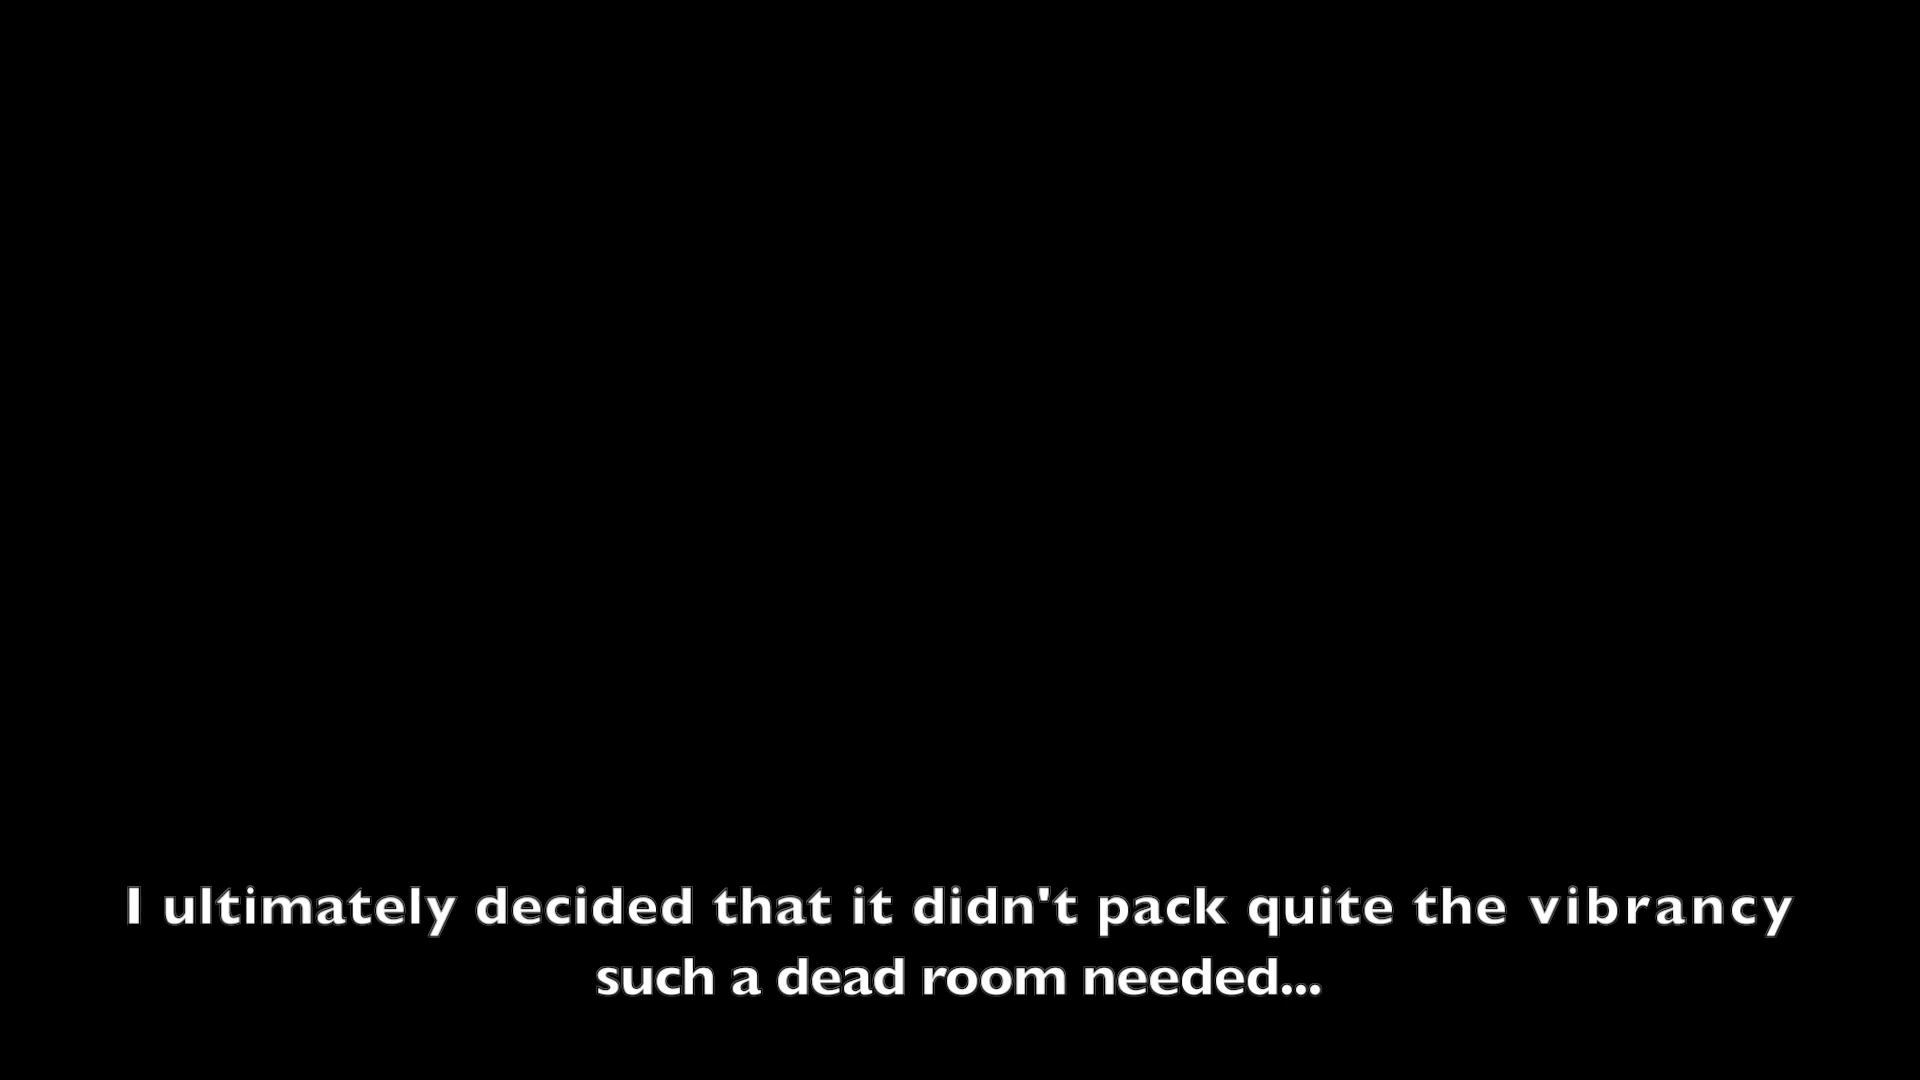 I ultimately decided that it didn't pack quite the vibrancy
such a dead room needed...